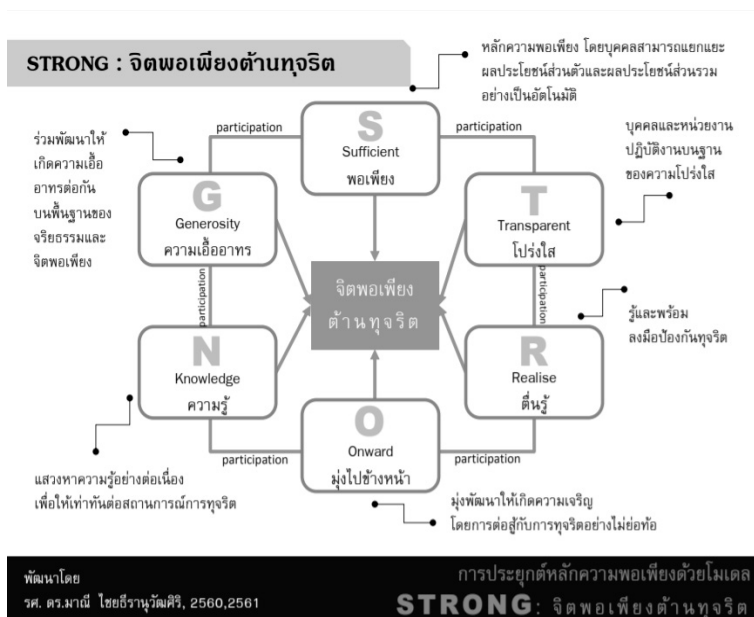 STRONG : จิตพอเพียงต้านทุจริต
หลักความพอเพียง โดยบุคคลสามารถแยกแยะ
ผลประโยชน์ส่วนตัวและผลประโยชน์ส่วนรวม
อย่างเป็นอัตโนมัติ
participation
S
Sufficient
พอเพียง
participation
บุคคลและหน่วยงาน
ปฏิบัติงานบนฐาน
ของความโปร่งใส
ร่วมพัฒนาให้
เกิดความเอื้อ
อาทรต่อกัน
บนพื้นฐานของ
จริยธรรมและ
จิตพอเพียง
G
Generosity
ความเอื้ออาทร
T
Transparent
โปร่งใส
จิตพอเพียง
ต้านทุจริต
participation
participation
รู้และพร้อม
ลงมือป้องกันทุจริต
N
Knowledge
ความรู้
R
Realise
ตื่นรู้
O
Onward
มุ่งไปข้างหน้า
participation
participation
แสวงหาความรู้อย่างต่อเนื่อง
เพื่อให้เท่าทันต่อสถานการณ์การทุจริต
มุ่งพัฒนาให้เกิดความเจริญ
โดยการต่อสู้กับการทุจริตอย่างไม่ย่อท้อ
พัฒนาโดย
รศ. ดร.มาณี ไชยธีรานุวัฒศิริ, 2560,2561
การประยุกต์หลักความพอเพียงด้วยโมเดล
STRONG: จิตพอเพียงต้านทุจริต